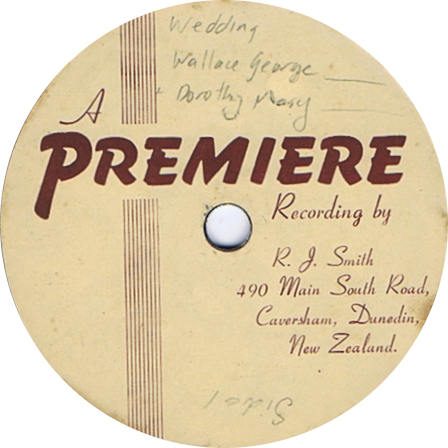 Wedding
Wallace George
+ Dorothy Mary
A
PREMIERE
Recording by
R. J. Smith
490 Main South Road,
Caversham, Dunedin,
New Zealand.
Side 1